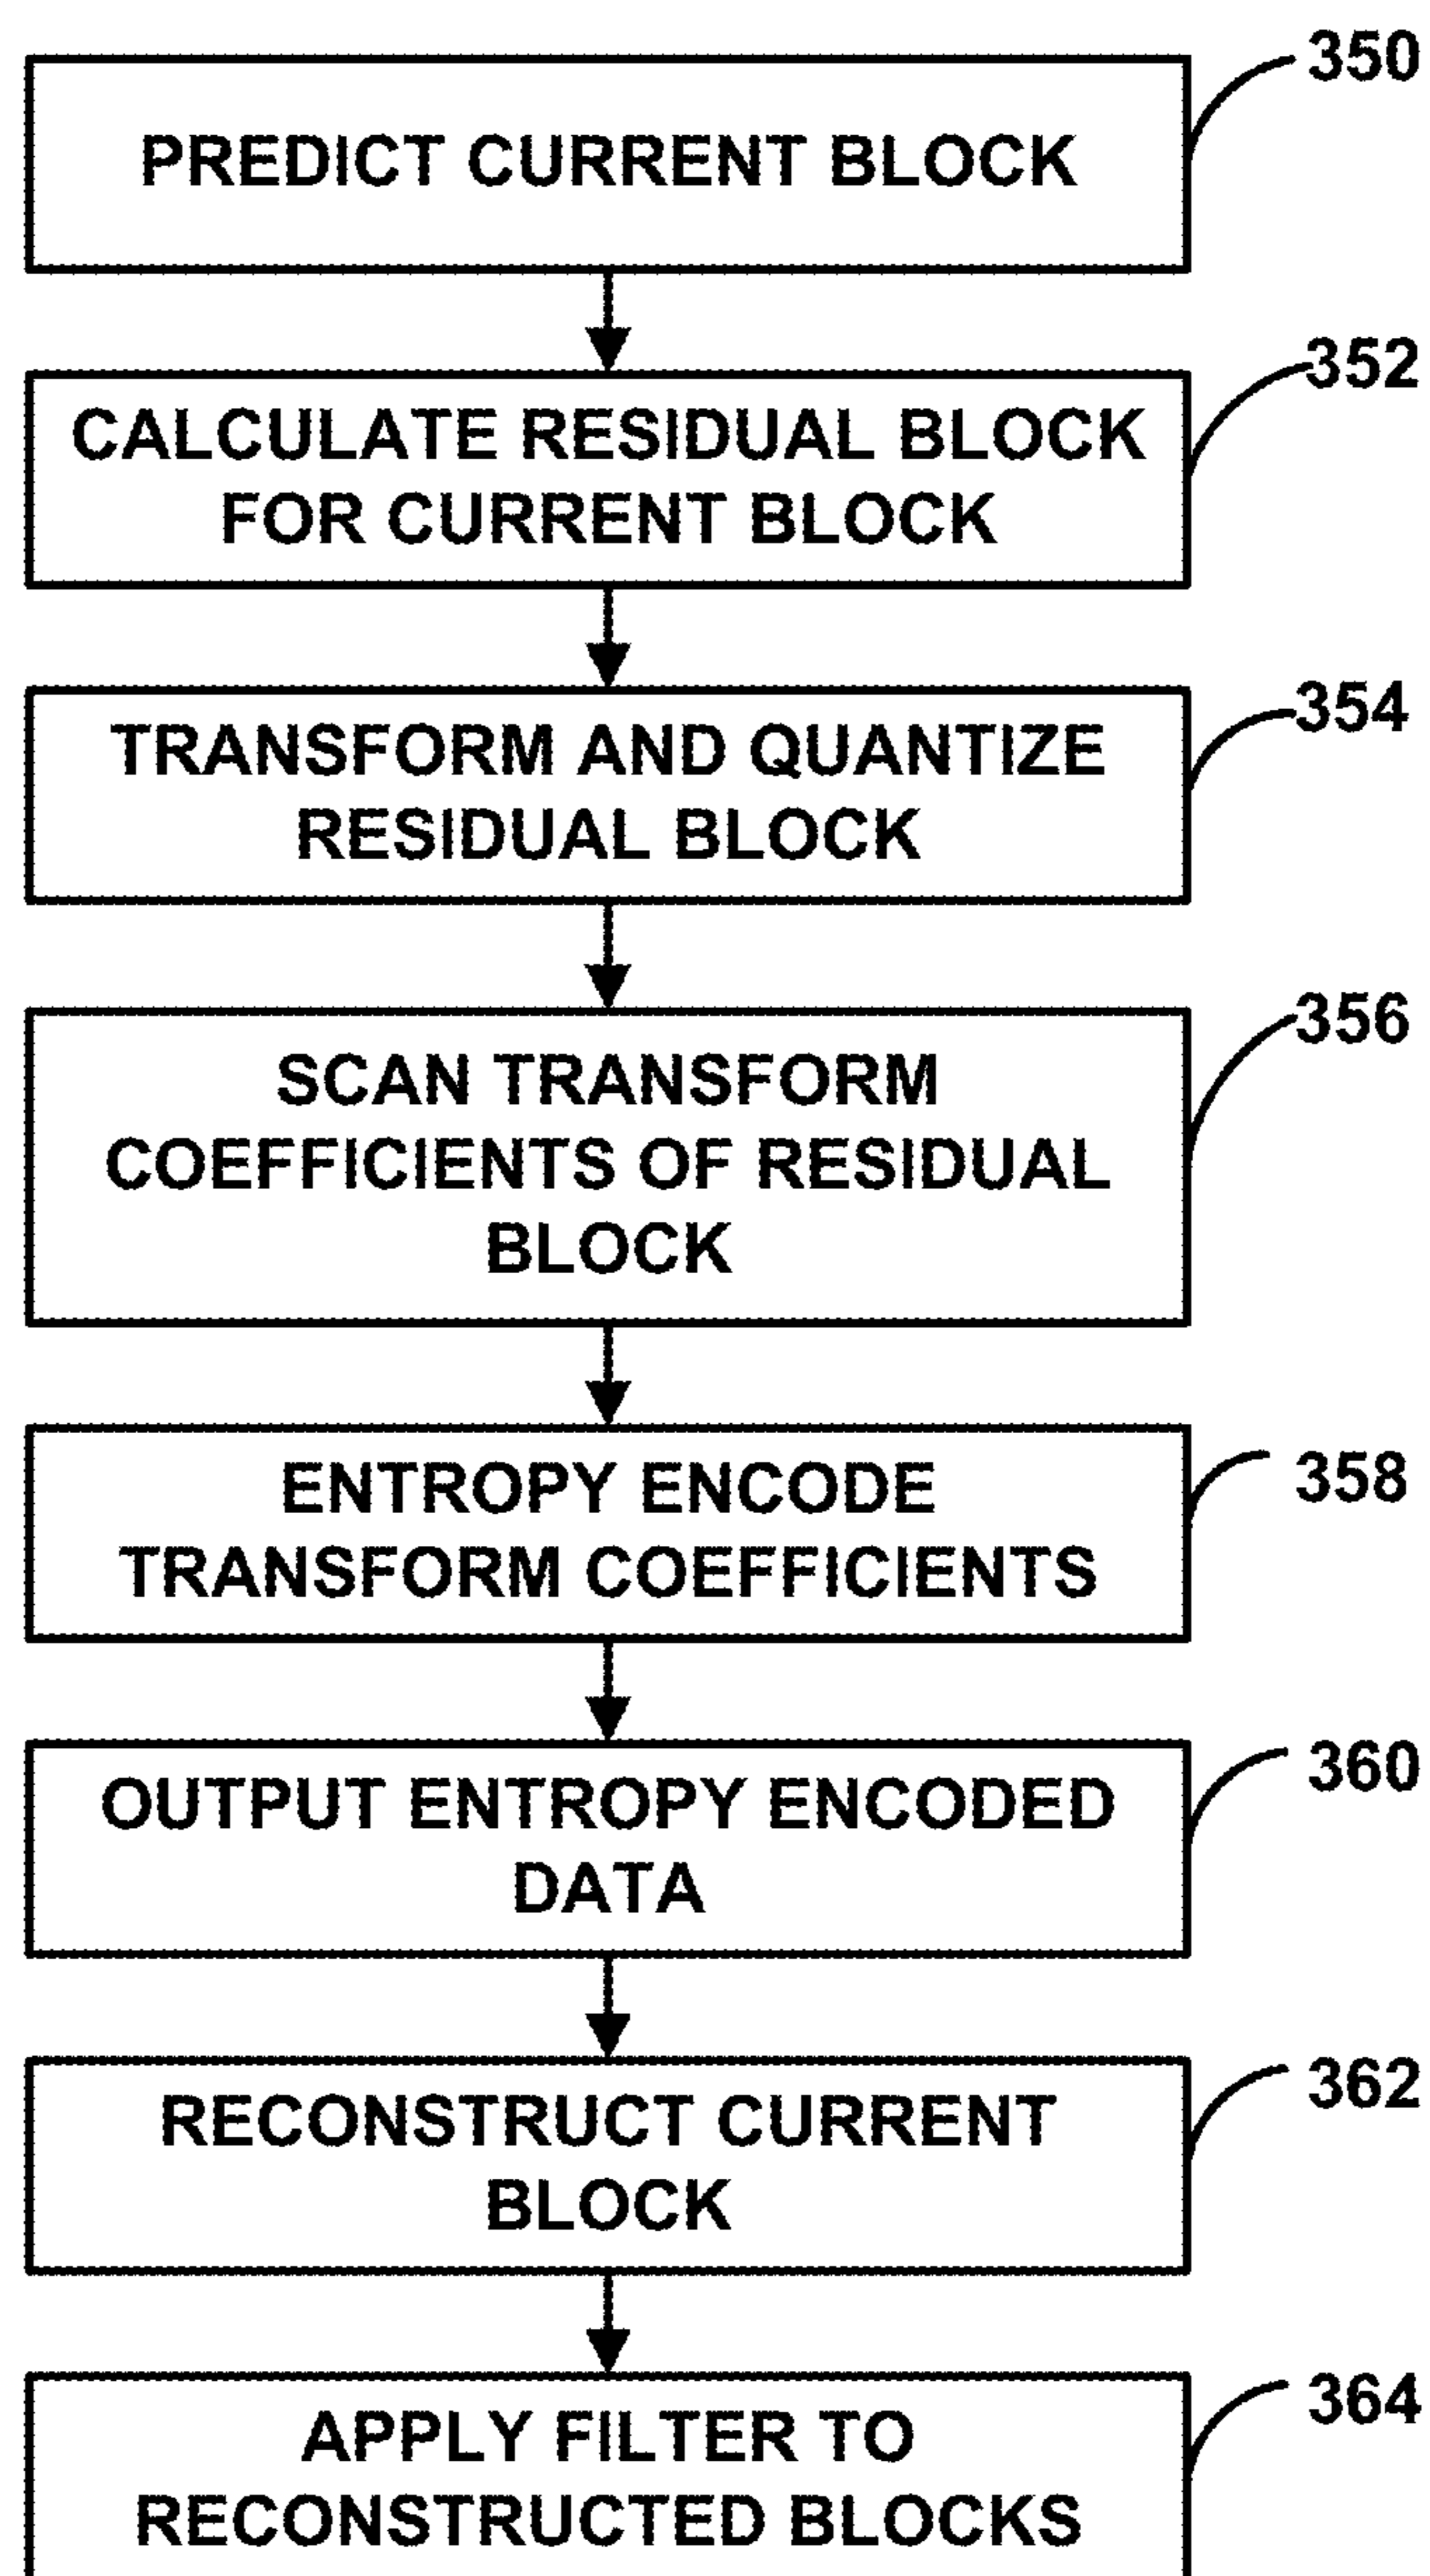 350
PREDICT CURRENT BLOCK
352
CALCULATE RESIDUAL BLOCK
FOR CURRENT BLOCK
354
TRANSFORM AND QUANTIZE
RESIDUAL BLOCK
356
SCAN TRANSFORM
COEFFICIENTS OF RESIDUAL
BLOCK
358
ENTROPY ENCODE
TRANSFORM COEFFICIENTS
360
OUTPUT ENTROPY ENCODED
DATA
362
RECONSTRUCT CURRENT
BLOCK
364
APPLY FILTER TO
RECONSTRUCTED BLOCKS